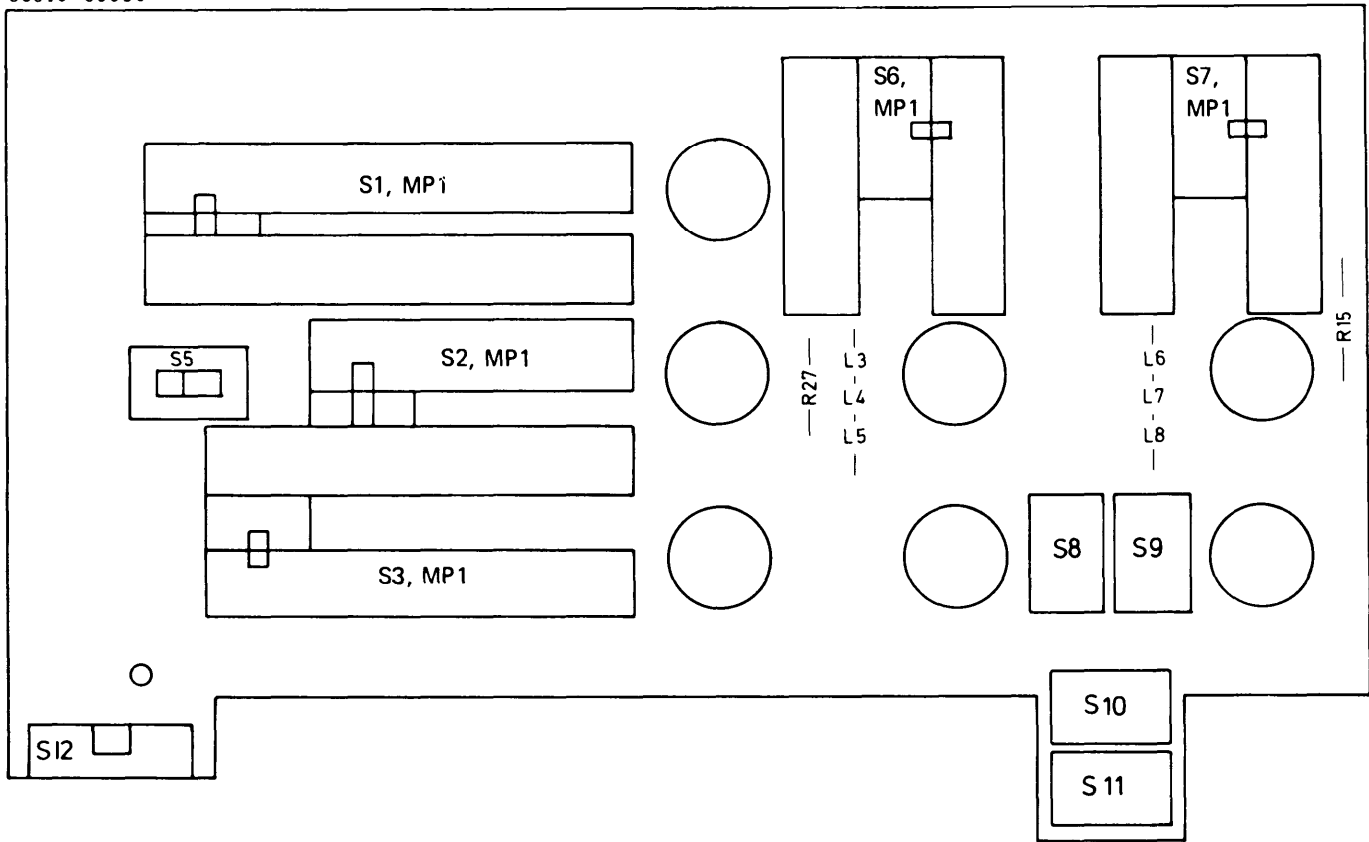 S6,
MP1
S7,
MP1
S1, MP1
S5
S2, MP1
R27
L3
L4
L5
L6
L7
L8
R15
S8
S9
S3, MP1
S10
S12
S11